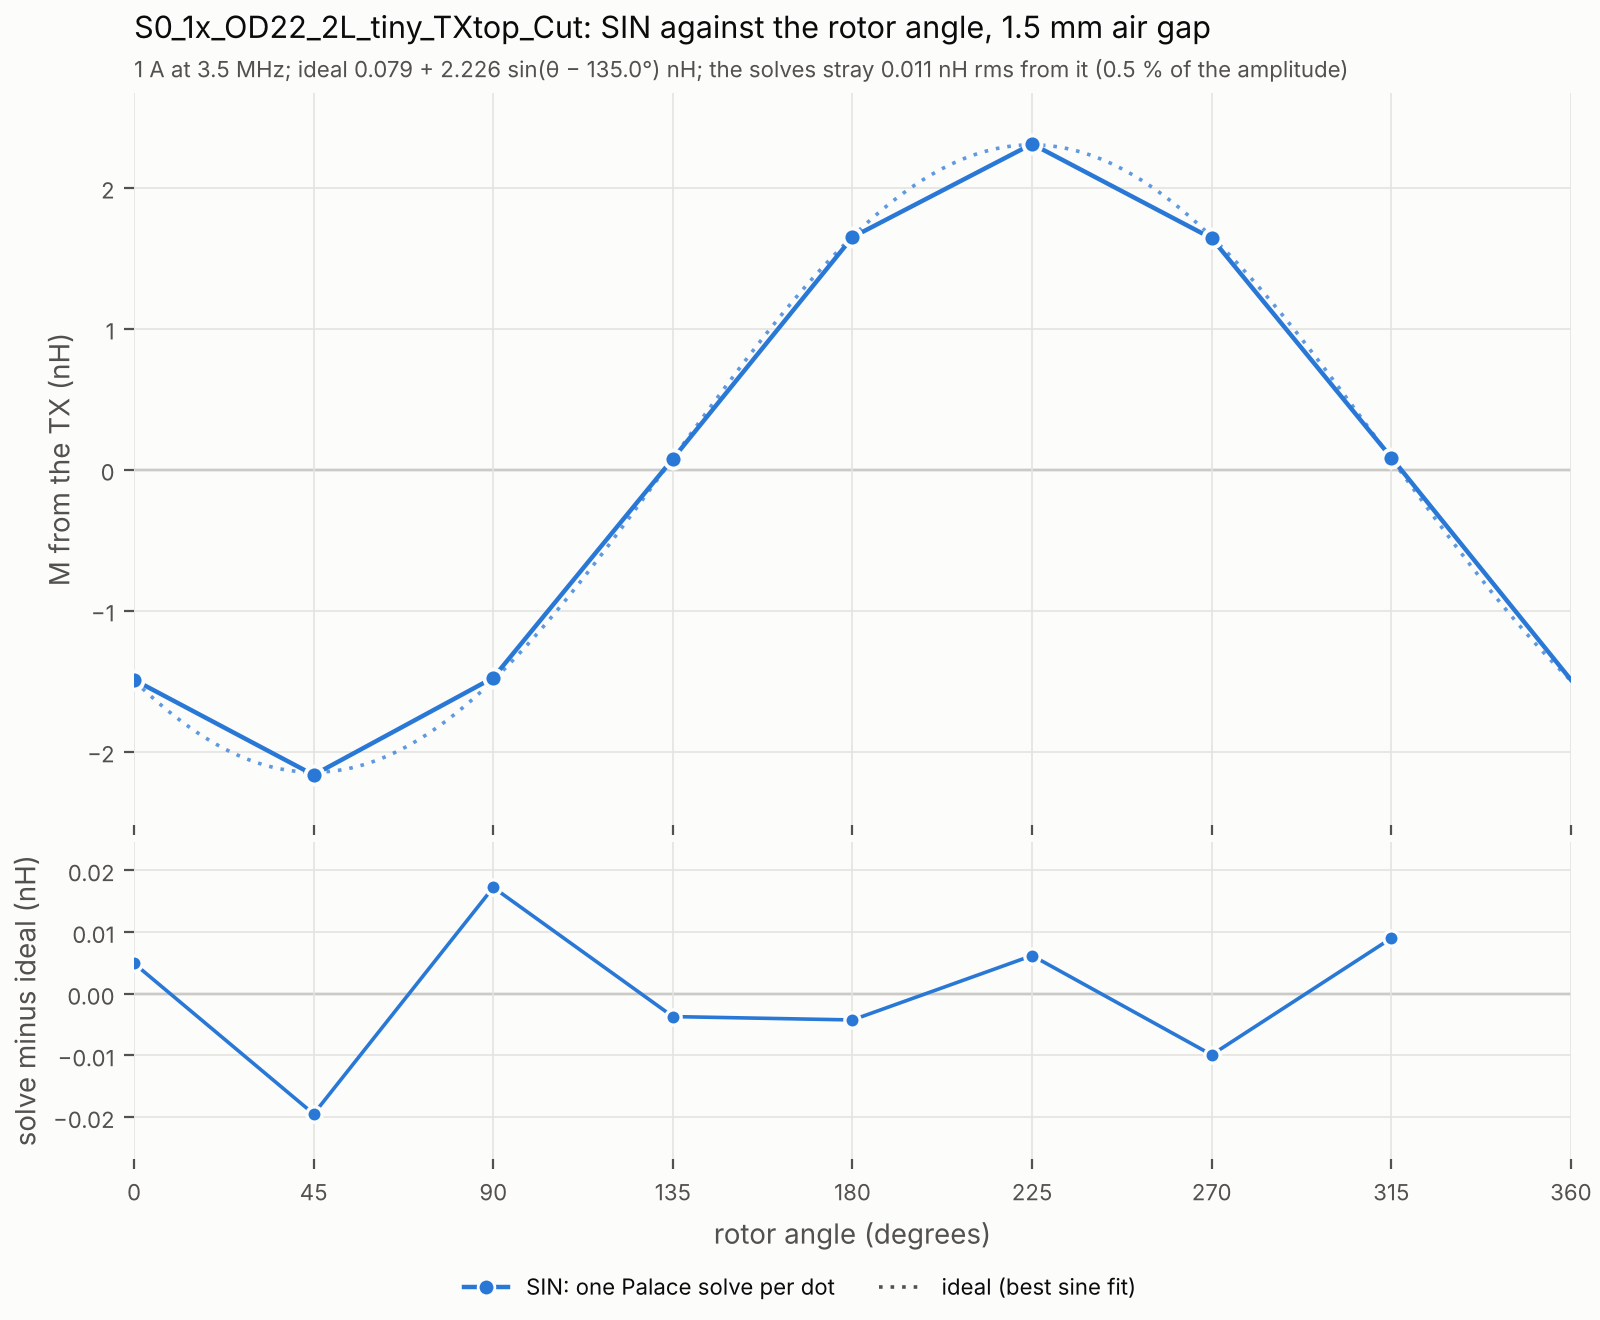 S0_1x_OD22_2L_tiny_TXtop_Cut: SIN against the rotor angle, 1.5 mm air gap
1 A at 3.5 MHz; ideal 0.079 + 2.226 sin(θ − 135.0°) nH; the solves stray 0.011 nH rms from it (0.5 % of the amplitude)
M from the TX (nH)
2
1
0
−1
−2
solve minus ideal (nH)
0.02
0.01
0.00
−0.01
−0.02
0 45 90 135 180 225 270 315 360
rotor angle (degrees)
SIN: one Palace solve per dot ideal (best sine fit)